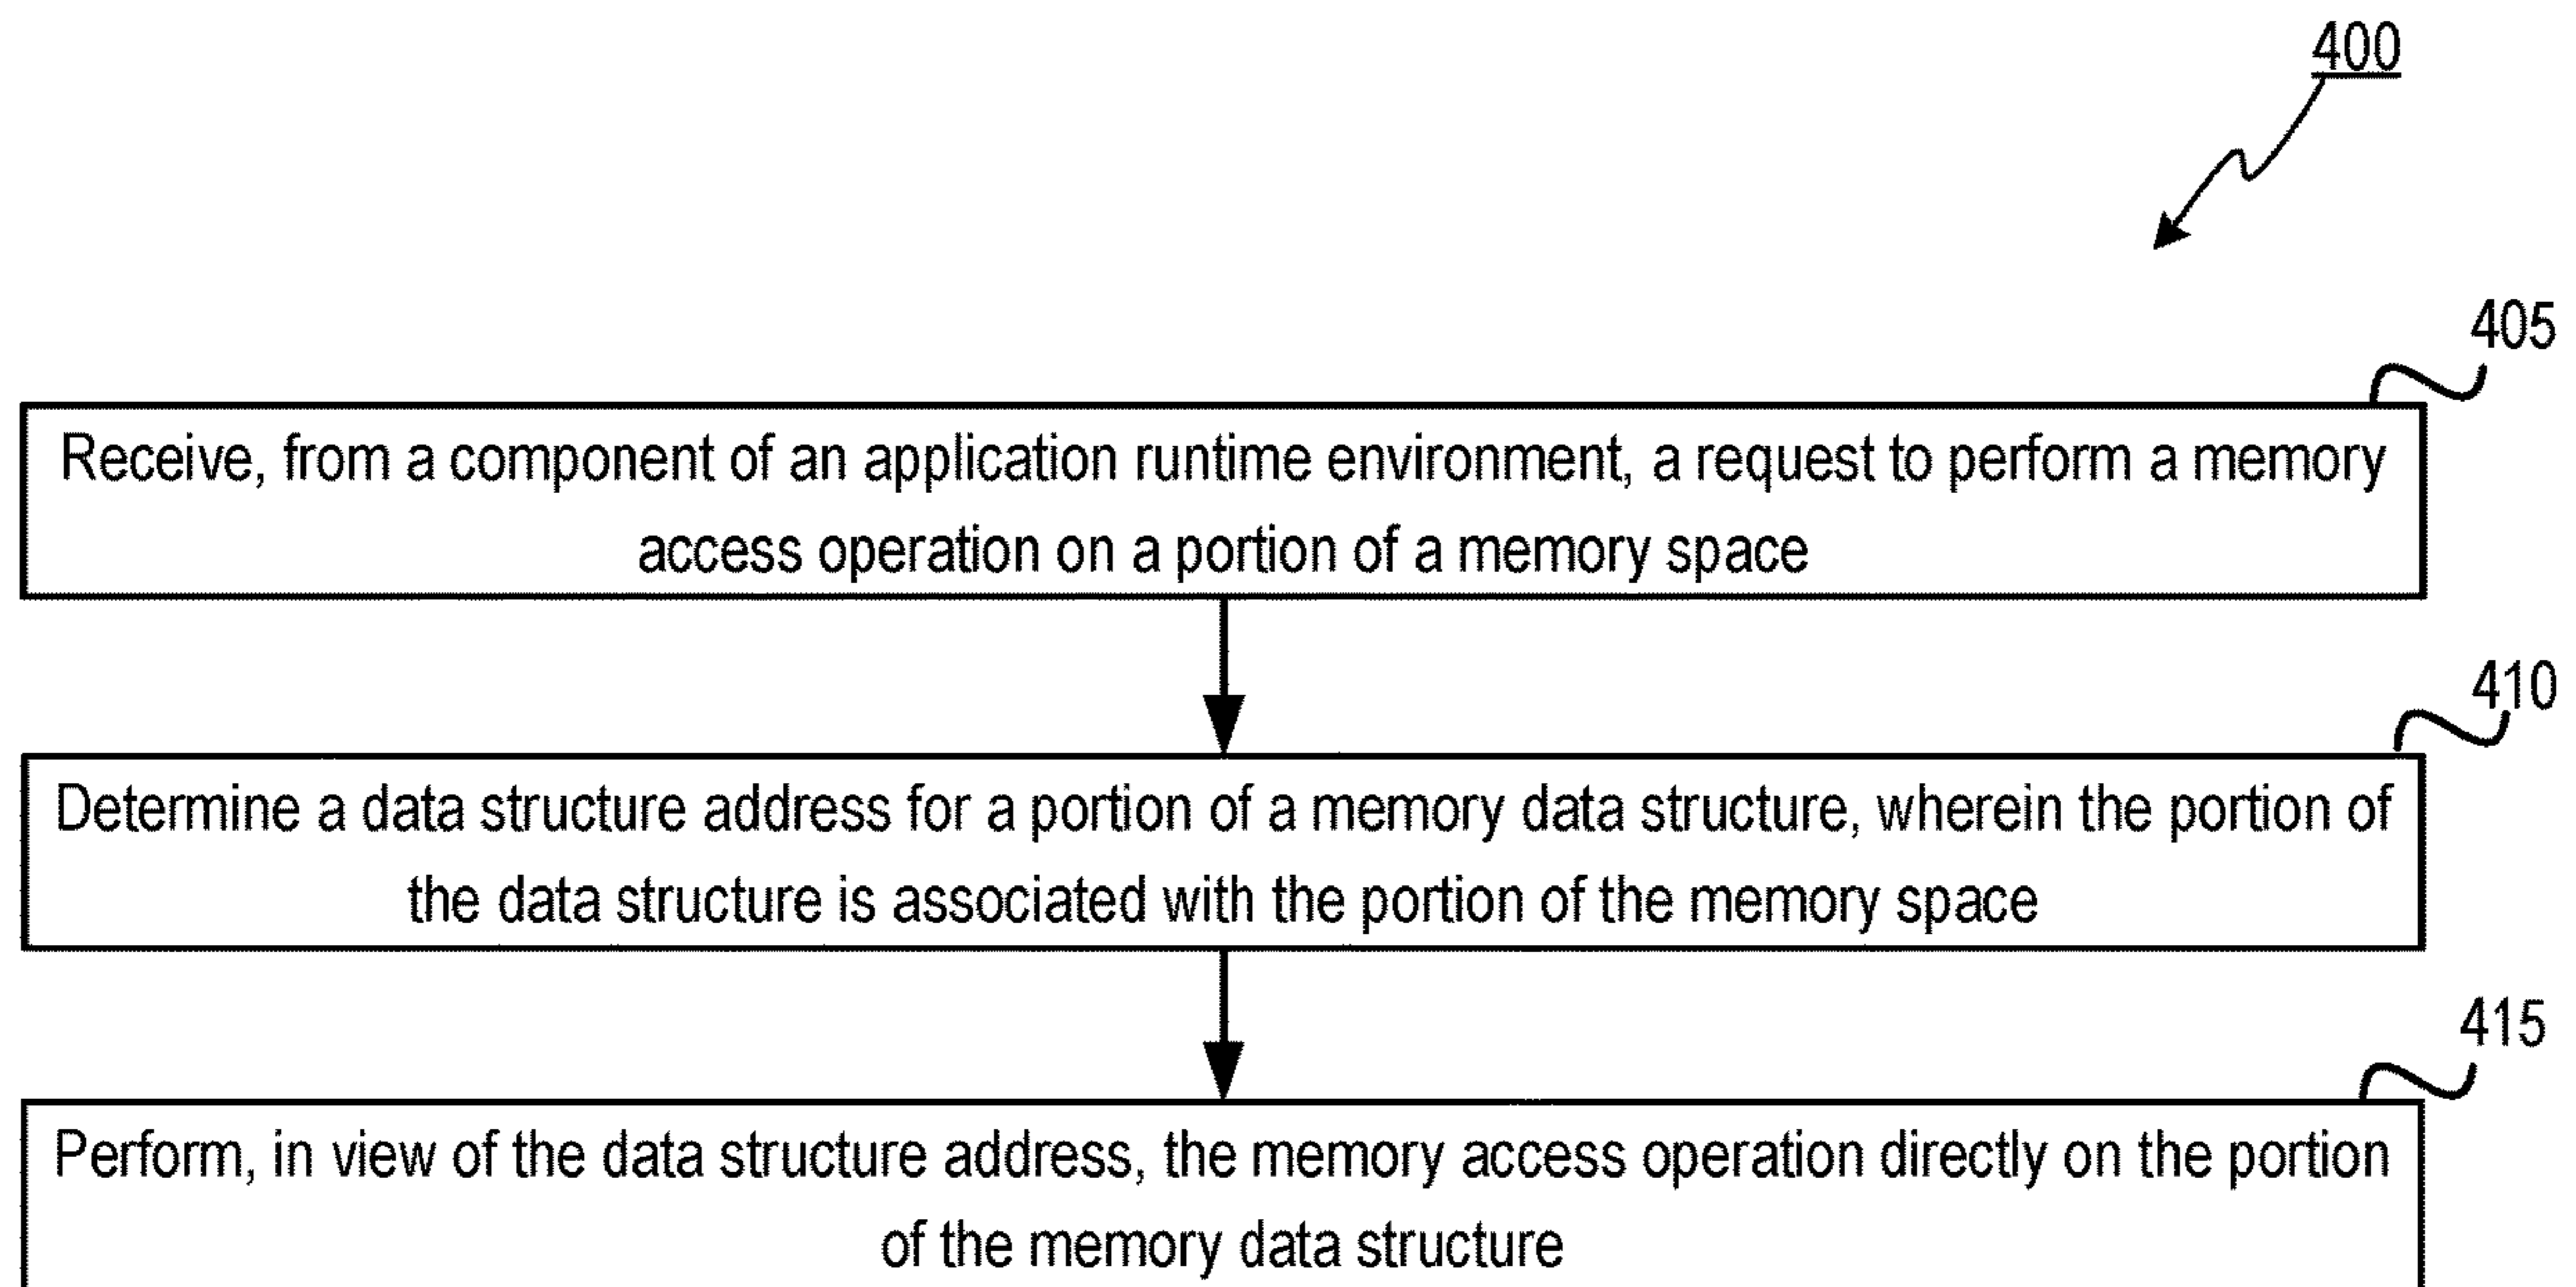 400
405
Receive, from a component of an application runtime environment, a request to perform a memory
access operation on a portion of a memory space
410
Determine a data structure address for a portion of a memory data structure, wherein the portion of
the data structure is associated with the portion of the memory space
415
Perform, in view of the data structure address, the memory access operation directly on the portion
of the memory data structure